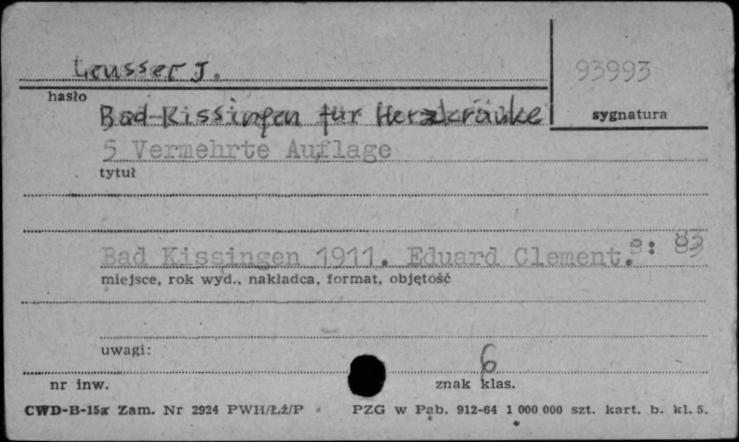 Leusser J.
93993
hasło
sygnatura
Bad-Kissingen für Herzkränke
5 Vermehrte Auflage
tytuł
Bad Kissingen 1911. Eduard Clement. S: 83
miejsce, rok wyd., nakładca, format, objętość
uwagi:
6
nr inw. znak klas.
CWD-B-15a Zam. Nr 2924 PWH/Łź/P PZG w Pab. 912-64 1 000 000 szt. kart. b. kl. 5.